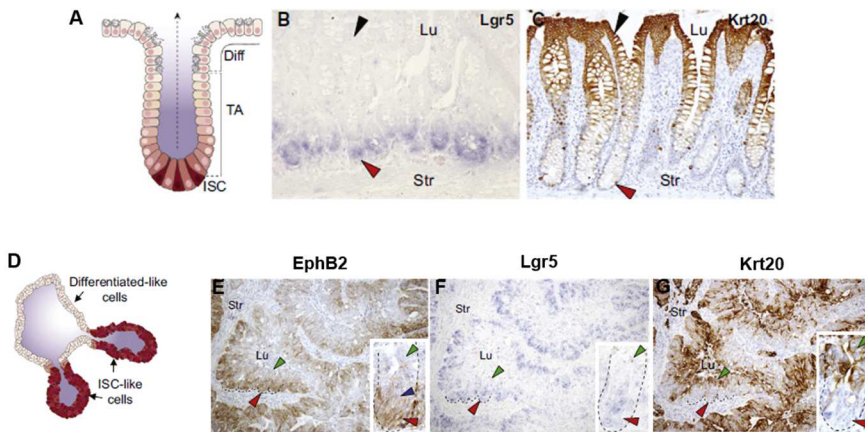 A
Diff
TA
ISC
B
Lu
Lgr5
Str
C
Lu
Krt20
Str
D
Differentiated-like
cells
ISC-like
cells
EphB2
E
Str
Lu
Lgr5
F
Str
Lu
Krt20
G
Str
Lu